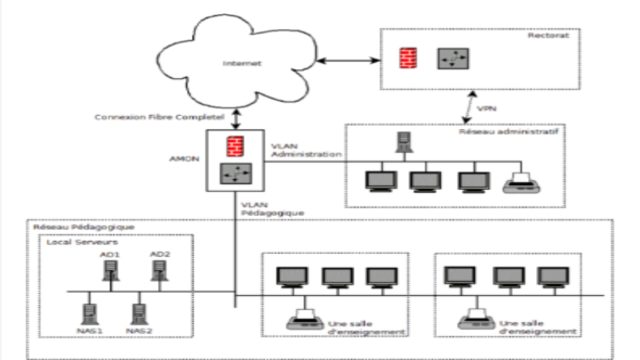 Rectorat
Internet
VPN
Connexion Fibre Completel
Réseau administratif
AMON
VLAN
Administration
VLAN
Pédagogique
Réseau Pédagogique
Local Serveurs
AD1
AD2
NAS1
NAS2
Une salle
d'enseignement
Une salle
d'enseignement